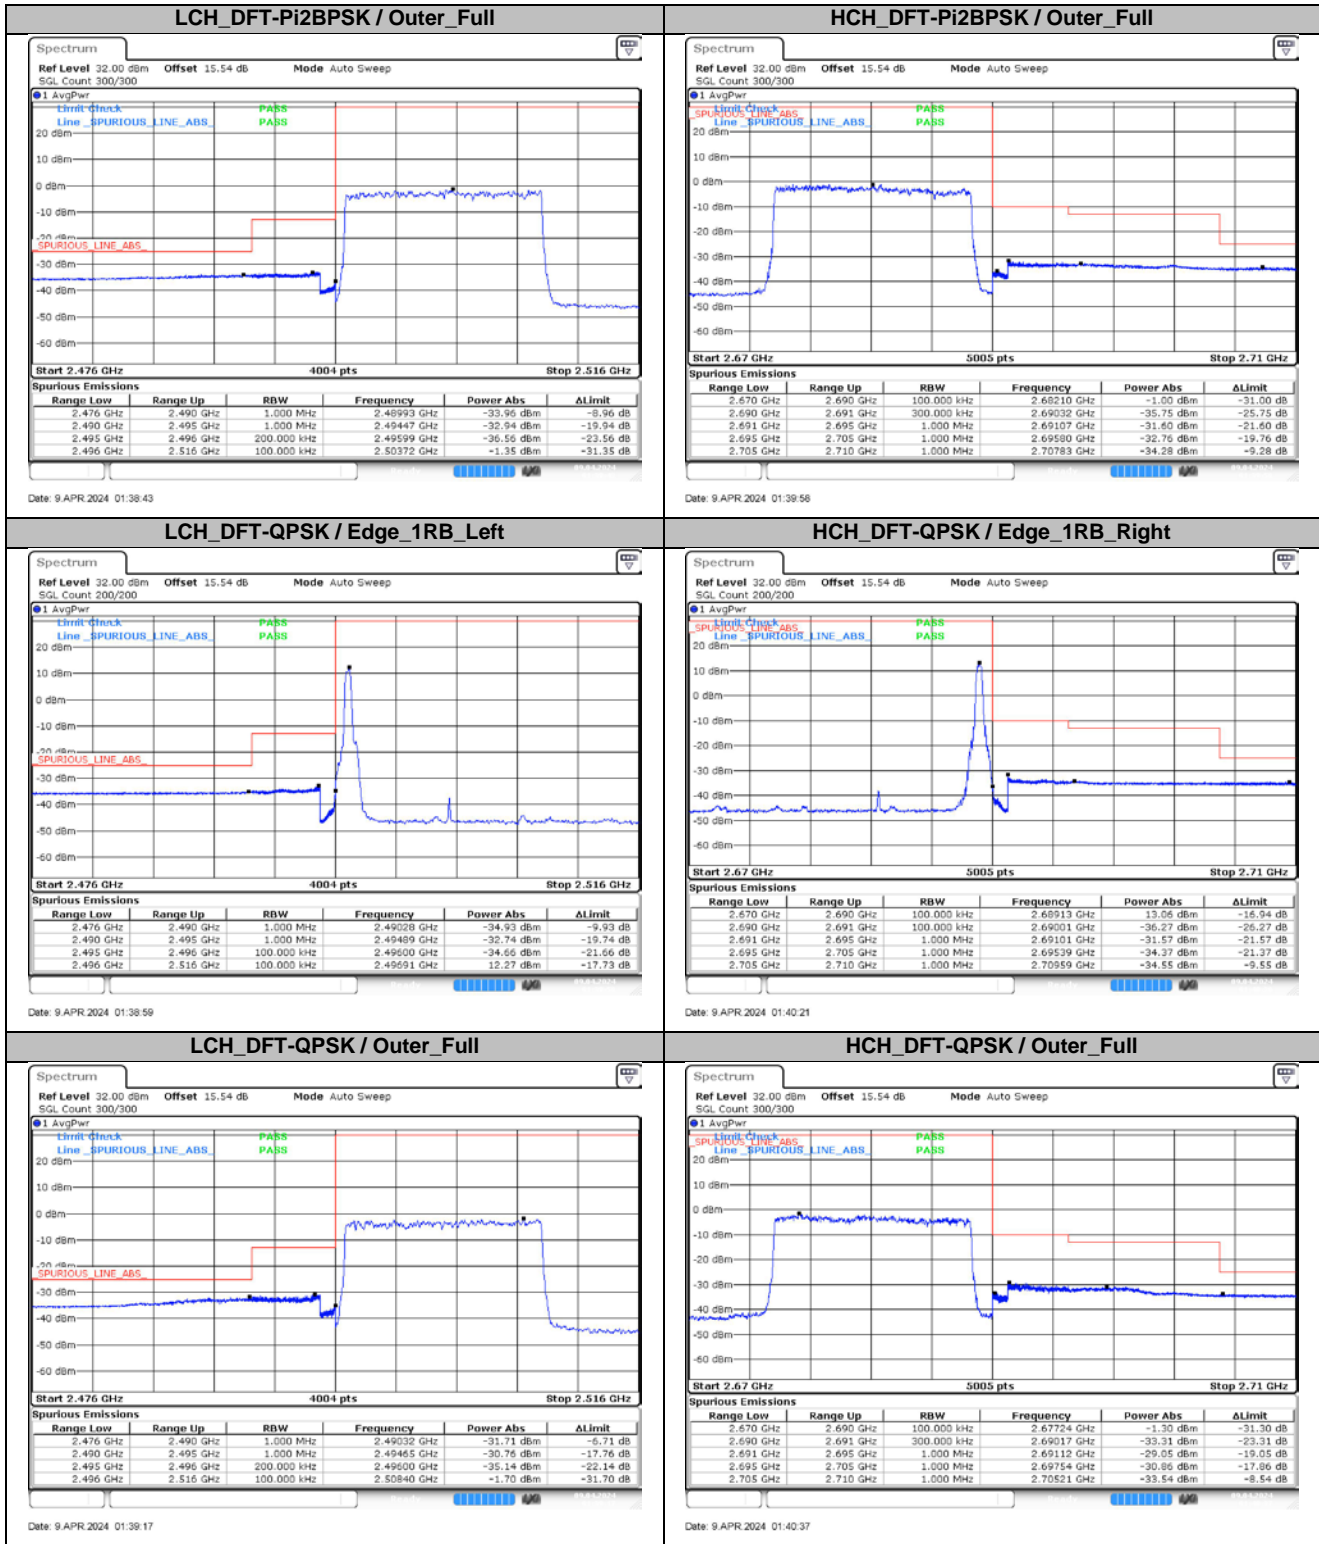 LCH_DFT-Pi2BPSK / Outer_Full
Spectrum
Ref Level 32.00 dBm Offset 15.54 dB Mode Auto Sweep
SGL Count 300/300
1 AvgPwr
Limit Check PASS
Line _SPURIOUS_LINE_ABS_ PASS
20 dBm
10 dBm
0 dBm
-10 dBm
-20 dBm
_SPURIOUS_LINE_ABS_
-30 dBm
-40 dBm
-50 dBm
-60 dBm
Start 2.476 GHz 4004 pts Stop 2.516 GHz
Spurious Emissions
Range Low Range Up RBW Frequency Power Abs ΔLimit
2.476 GHz 2.490 GHz 1.000 MHz 2.48993 GHz -33.96 dBm -8.96 dB
2.490 GHz 2.495 GHz 1.000 MHz 2.49447 GHz -32.94 dBm -19.94 dB
2.495 GHz 2.496 GHz 200.000 kHz 2.49599 GHz -36.56 dBm -23.56 dB
2.496 GHz 2.516 GHz 100.000 kHz 2.50372 GHz -1.35 dBm -31.35 dB
Date: 9.APR.2024 01:38:43
HCH_DFT-Pi2BPSK / Outer_Full
Spectrum
Ref Level 32.00 dBm Offset 15.54 dB Mode Auto Sweep
SGL Count 300/300
1 AvgPwr
Limit Check PASS
_SPURIOUS_LINE_ABS_
Line _SPURIOUS_LINE_ABS_ PASS
20 dBm
10 dBm
0 dBm
-10 dBm
-20 dBm
-30 dBm
-40 dBm
-50 dBm
-60 dBm
Start 2.67 GHz 5005 pts Stop 2.71 GHz
Spurious Emissions
Range Low Range Up RBW Frequency Power Abs ΔLimit
2.670 GHz 2.690 GHz 100.000 kHz 2.68210 GHz -1.00 dBm -31.00 dB
2.690 GHz 2.691 GHz 300.000 kHz 2.69032 GHz -35.75 dBm -25.75 dB
2.691 GHz 2.695 GHz 1.000 MHz 2.69107 GHz -31.60 dBm -21.60 dB
2.695 GHz 2.705 GHz 1.000 MHz 2.69580 GHz -32.76 dBm -19.76 dB
2.705 GHz 2.710 GHz 1.000 MHz 2.70783 GHz -34.28 dBm -9.28 dB
Date: 9.APR.2024 01:39:58
LCH_DFT-QPSK / Edge_1RB_Left
Spectrum
Ref Level 32.00 dBm Offset 15.54 dB Mode Auto Sweep
SGL Count 200/200
1 AvgPwr
Limit Check PASS
Line _SPURIOUS_LINE_ABS_ PASS
20 dBm
10 dBm
0 dBm
-10 dBm
-20 dBm
_SPURIOUS_LINE_ABS_
-30 dBm
-40 dBm
-50 dBm
-60 dBm
Start 2.476 GHz 4004 pts Stop 2.516 GHz
Spurious Emissions
Range Low Range Up RBW Frequency Power Abs ΔLimit
2.476 GHz 2.490 GHz 1.000 MHz 2.49028 GHz -34.93 dBm -9.93 dB
2.490 GHz 2.495 GHz 1.000 MHz 2.49489 GHz -32.74 dBm -19.74 dB
2.495 GHz 2.496 GHz 100.000 kHz 2.49600 GHz -34.66 dBm -21.66 dB
2.496 GHz 2.516 GHz 100.000 kHz 2.49691 GHz 12.27 dBm -17.73 dB
Date: 9.APR.2024 01:38:59
HCH_DFT-QPSK / Edge_1RB_Right
Spectrum
Ref Level 32.00 dBm Offset 15.54 dB Mode Auto Sweep
SGL Count 200/200
1 AvgPwr
Limit Check PASS
_SPURIOUS_LINE_ABS_
Line _SPURIOUS_LINE_ABS_ PASS
20 dBm
10 dBm
0 dBm
-10 dBm
-20 dBm
-30 dBm
-40 dBm
-50 dBm
-60 dBm
Start 2.67 GHz 5005 pts Stop 2.71 GHz
Spurious Emissions
Range Low Range Up RBW Frequency Power Abs ΔLimit
2.670 GHz 2.690 GHz 100.000 kHz 2.68913 GHz 13.06 dBm -16.94 dB
2.690 GHz 2.691 GHz 100.000 kHz 2.69001 GHz -36.27 dBm -26.27 dB
2.691 GHz 2.695 GHz 1.000 MHz 2.69101 GHz -31.57 dBm -21.57 dB
2.695 GHz 2.705 GHz 1.000 MHz 2.69539 GHz -34.37 dBm -21.37 dB
2.705 GHz 2.710 GHz 1.000 MHz 2.70959 GHz -34.55 dBm -9.55 dB
Date: 9.APR.2024 01:40:21
LCH_DFT-QPSK / Outer_Full
Spectrum
Ref Level 32.00 dBm Offset 15.54 dB Mode Auto Sweep
SGL Count 300/300
1 AvgPwr
Limit Check PASS
Line _SPURIOUS_LINE_ABS_ PASS
20 dBm
10 dBm
0 dBm
-10 dBm
-20 dBm
_SPURIOUS_LINE_ABS_
-30 dBm
-40 dBm
-50 dBm
-60 dBm
Start 2.476 GHz 4004 pts Stop 2.516 GHz
Spurious Emissions
Range Low Range Up RBW Frequency Power Abs ΔLimit
2.476 GHz 2.490 GHz 1.000 MHz 2.49032 GHz -31.71 dBm -6.71 dB
2.490 GHz 2.495 GHz 1.000 MHz 2.49465 GHz -30.76 dBm -17.76 dB
2.495 GHz 2.496 GHz 200.000 kHz 2.49600 GHz -35.14 dBm -22.14 dB
2.496 GHz 2.516 GHz 100.000 kHz 2.50840 GHz -1.70 dBm -31.70 dB
Date: 9.APR.2024 01:39:17
HCH_DFT-QPSK / Outer_Full
Spectrum
Ref Level 32.00 dBm Offset 15.54 dB Mode Auto Sweep
SGL Count 300/300
1 AvgPwr
Limit Check PASS
_SPURIOUS_LINE_ABS_
Line _SPURIOUS_LINE_ABS_ PASS
20 dBm
10 dBm
0 dBm
-10 dBm
-20 dBm
-30 dBm
-40 dBm
-50 dBm
-60 dBm
Start 2.67 GHz 5005 pts Stop 2.71 GHz
Spurious Emissions
Range Low Range Up RBW Frequency Power Abs ΔLimit
2.670 GHz 2.690 GHz 100.000 kHz 2.67724 GHz -1.30 dBm -31.30 dB
2.690 GHz 2.691 GHz 300.000 kHz 2.69017 GHz -33.31 dBm -23.31 dB
2.691 GHz 2.695 GHz 1.000 MHz 2.69112 GHz -29.05 dBm -19.05 dB
2.695 GHz 2.705 GHz 1.000 MHz 2.69754 GHz -30.86 dBm -17.86 dB
2.705 GHz 2.710 GHz 1.000 MHz 2.70521 GHz -33.54 dBm -8.54 dB
Date: 9.APR.2024 01:40:37